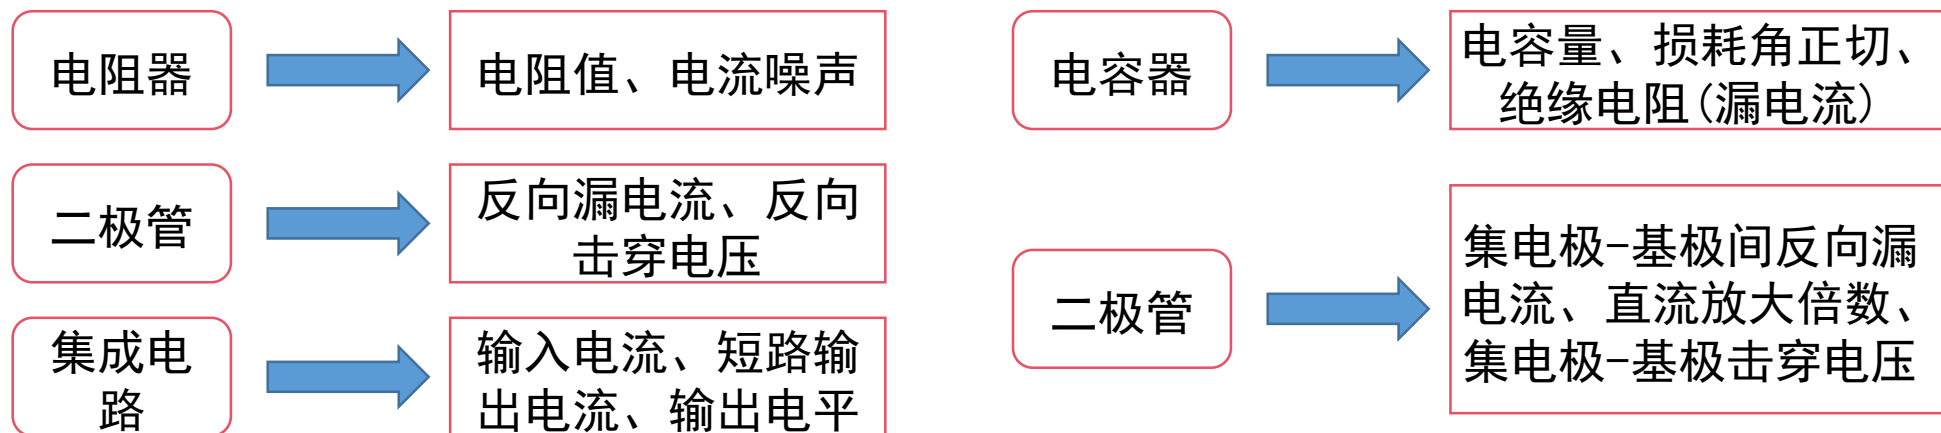 电阻器
电阻值、电流噪声
二极管
反向漏电流、反向
击穿电压
集成电
路
输入电流、短路输
出电流、输出电平
电容器
电容量、损耗角正切、
绝缘电阻(漏电流)
二极管
集电极-基极间反向漏
电流、直流放大倍数、
集电极-基极击穿电压